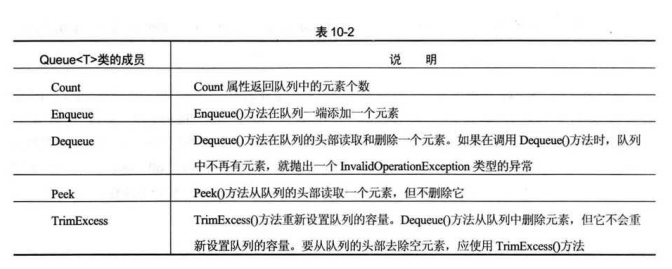 表 10-2
Queue<T>类的成员 说 明
Count Count 属性返回队列中的元素个数
Enqueue Enqueue()方法在队列一端添加一个元素
Dequeue Dequeue()方法在队列的头部读取和删除一个元素。如果在调用 Dequeue()方法时，队列
中不再有元素，就抛出一个 InvalidOperationException 类型的异常
Peek Peek()方法从队列的头部读取一个元素，但不删除它
TrimExcess TrimExcess()方法重新设置队列的容量。Dequeue()方法从队列中删除元素，但它不会重
新设置队列的容量。要从队列的头部去除空元素，应使用 TrimExcess()方法